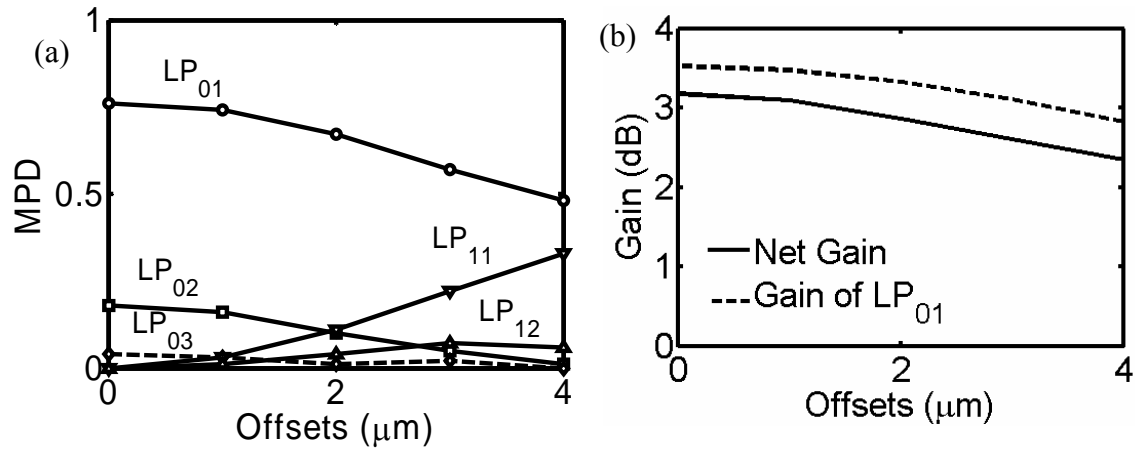 (a)
MPD
1
0.5
0
LP01
LP02
LP03
LP11
LP12
0 2 4
Offsets (μm)
(b)
Gain (dB)
4
3
2
1
0
Net Gain
Gain of LP01
0 2 4
Offsets (μm)